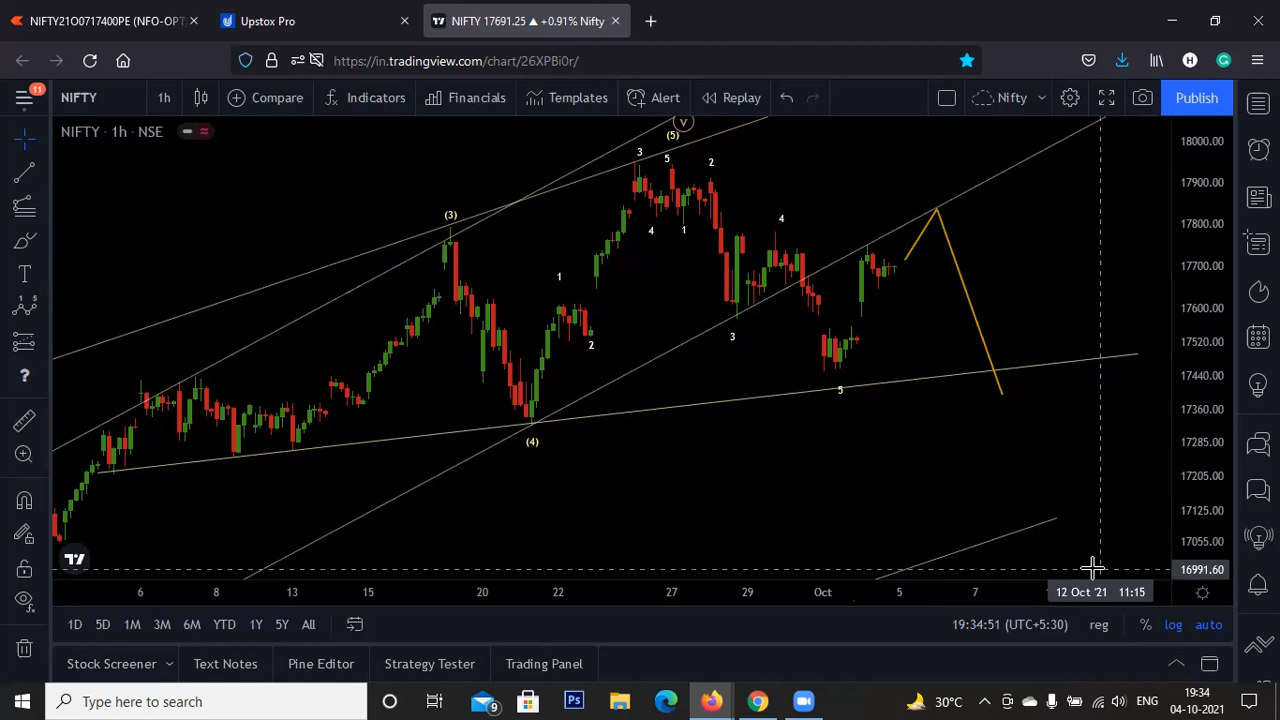 NIFTY21O0717400PE (NFO-OPT
Upstox Pro
NIFTY 17691.25 ▲ +0.91% Nifty
https://in.tradingview.com/chart/26XPBi0r/
11
NIFTY
1h
Compare
Indicators
Financials
Templates
Alert
Replay
Nifty
Publish
NIFTY · 1h · NSE
V
(5)
3
5
2
4
1
(3)
4
1
2
3
5
(4)
18000.00
17900.00
17800.00
17700.00
17600.00
17520.00
17440.00
17360.00
17285.00
17205.00
17125.00
17055.00
16991.60
6
8
13
15
20
22
27
29
Oct
5
7
12 Oct '21 11:15
1D
5D
1M
3M
6M
YTD
1Y
5Y
All
19:34:51 (UTC+5:30)
reg
%
log
auto
Stock Screener
Text Notes
Pine Editor
Strategy Tester
Trading Panel
Type here to search
9
30°C
ENG
19:34
04-10-2021